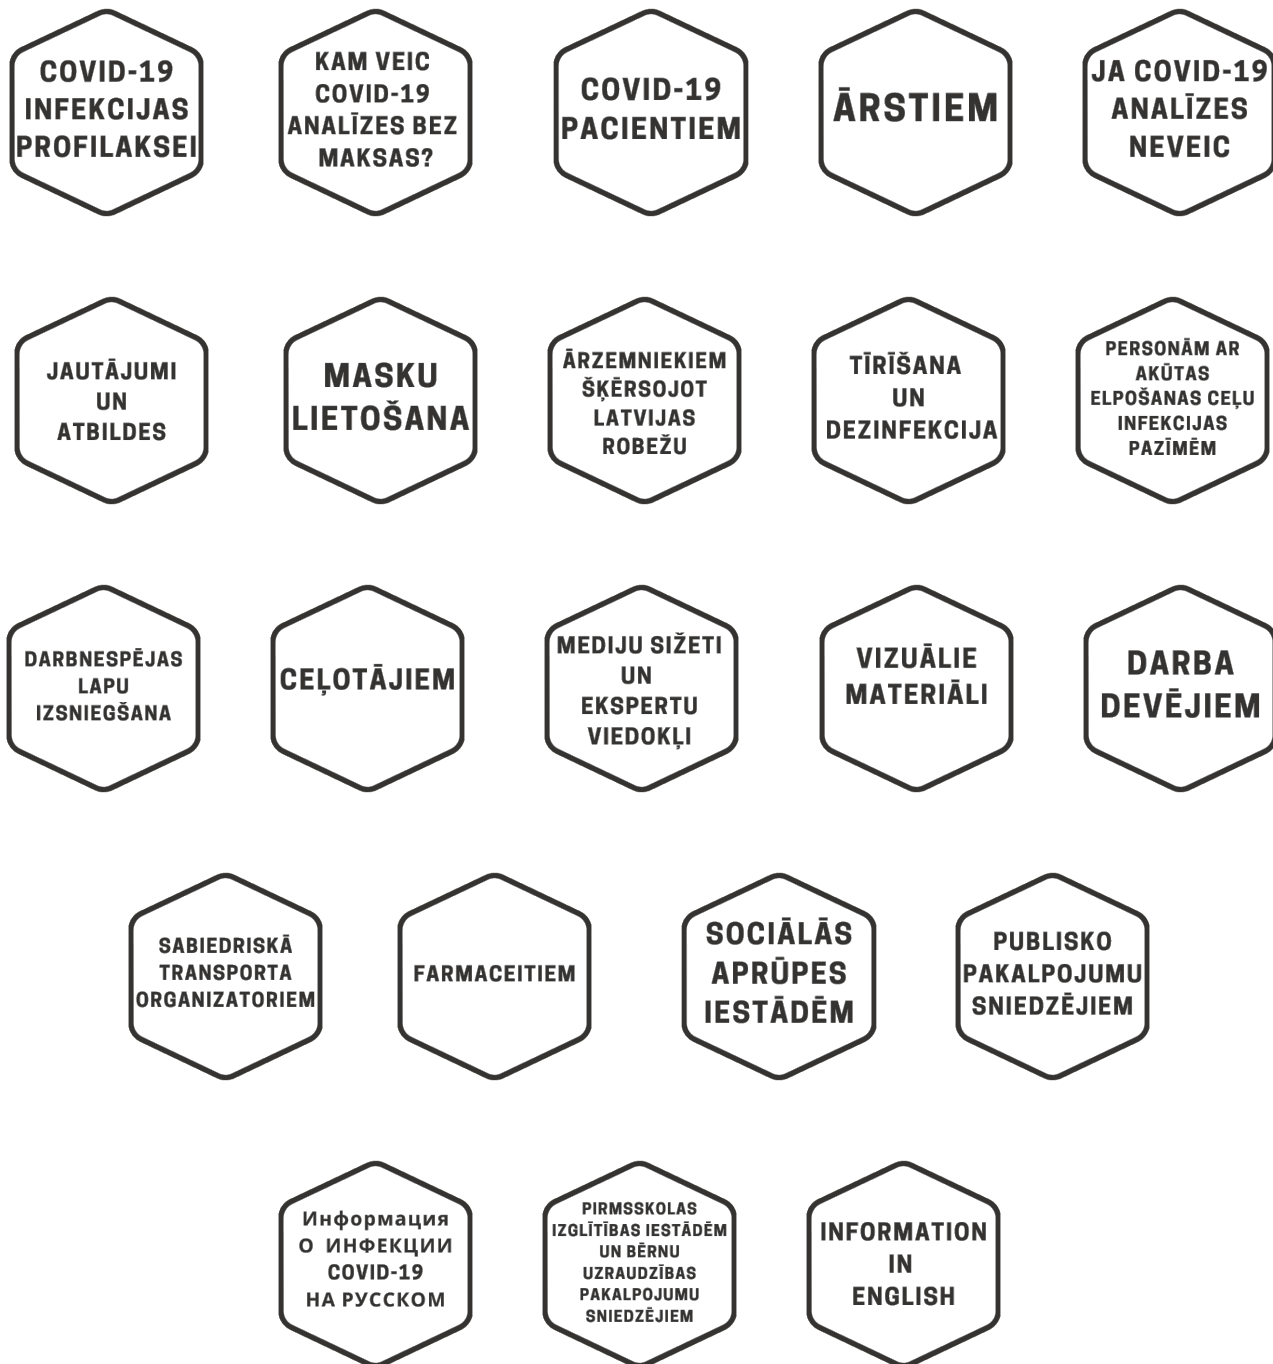 COVID-19
INFEKCIJAS
PROFILAKSEI
KAM VEIC
COVID-19
ANALĪZES BEZ
MAKSAS?
COVID-19
PACIENTIEM
ĀRSTIEM
JA COVID-19
ANALĪZES
NEVEIC
JAUTĀJUMI
UN
ATBILDES
MASKU
LIETOŠANA
ĀRZEMNIEKIEM
ŠĶĒRSOJOT
LATVIJAS
ROBEŽU
TĪRĪŠANA
UN
DEZINFEKCIJA
PERSONĀM AR
AKŪTAS
ELPOŠANAS CEĻU
INFEKCIJAS
PAZĪMĒM
DARBNESPĒJAS
LAPU
IZSNIEGŠANA
CEĻOTĀJIEM
MEDIJU SIŽETI
UN
EKSPERTU
VIEDOKĻI
VIZUĀLIE
MATERIĀLI
DARBA
DEVĒJIEM
SABIEDRISKĀ
TRANSPORTA
ORGANIZATORIEM
FARMACEITIEM
SOCIĀLĀS
APRŪPES
IESTĀDĒM
PUBLISKO
PAKALPOJUMU
SNIEDZĒJIEM
Информация
О ИНФЕКЦИИ
COVID-19
НА РУССКОМ
PIRMSSKOLAS
IZGLĪTĪBAS IESTĀDĒM
UN BĒRNU
UZRAUDZĪBAS
PAKALPOJUMU
SNIEDZĒJIEM
INFORMATION
IN
ENGLISH